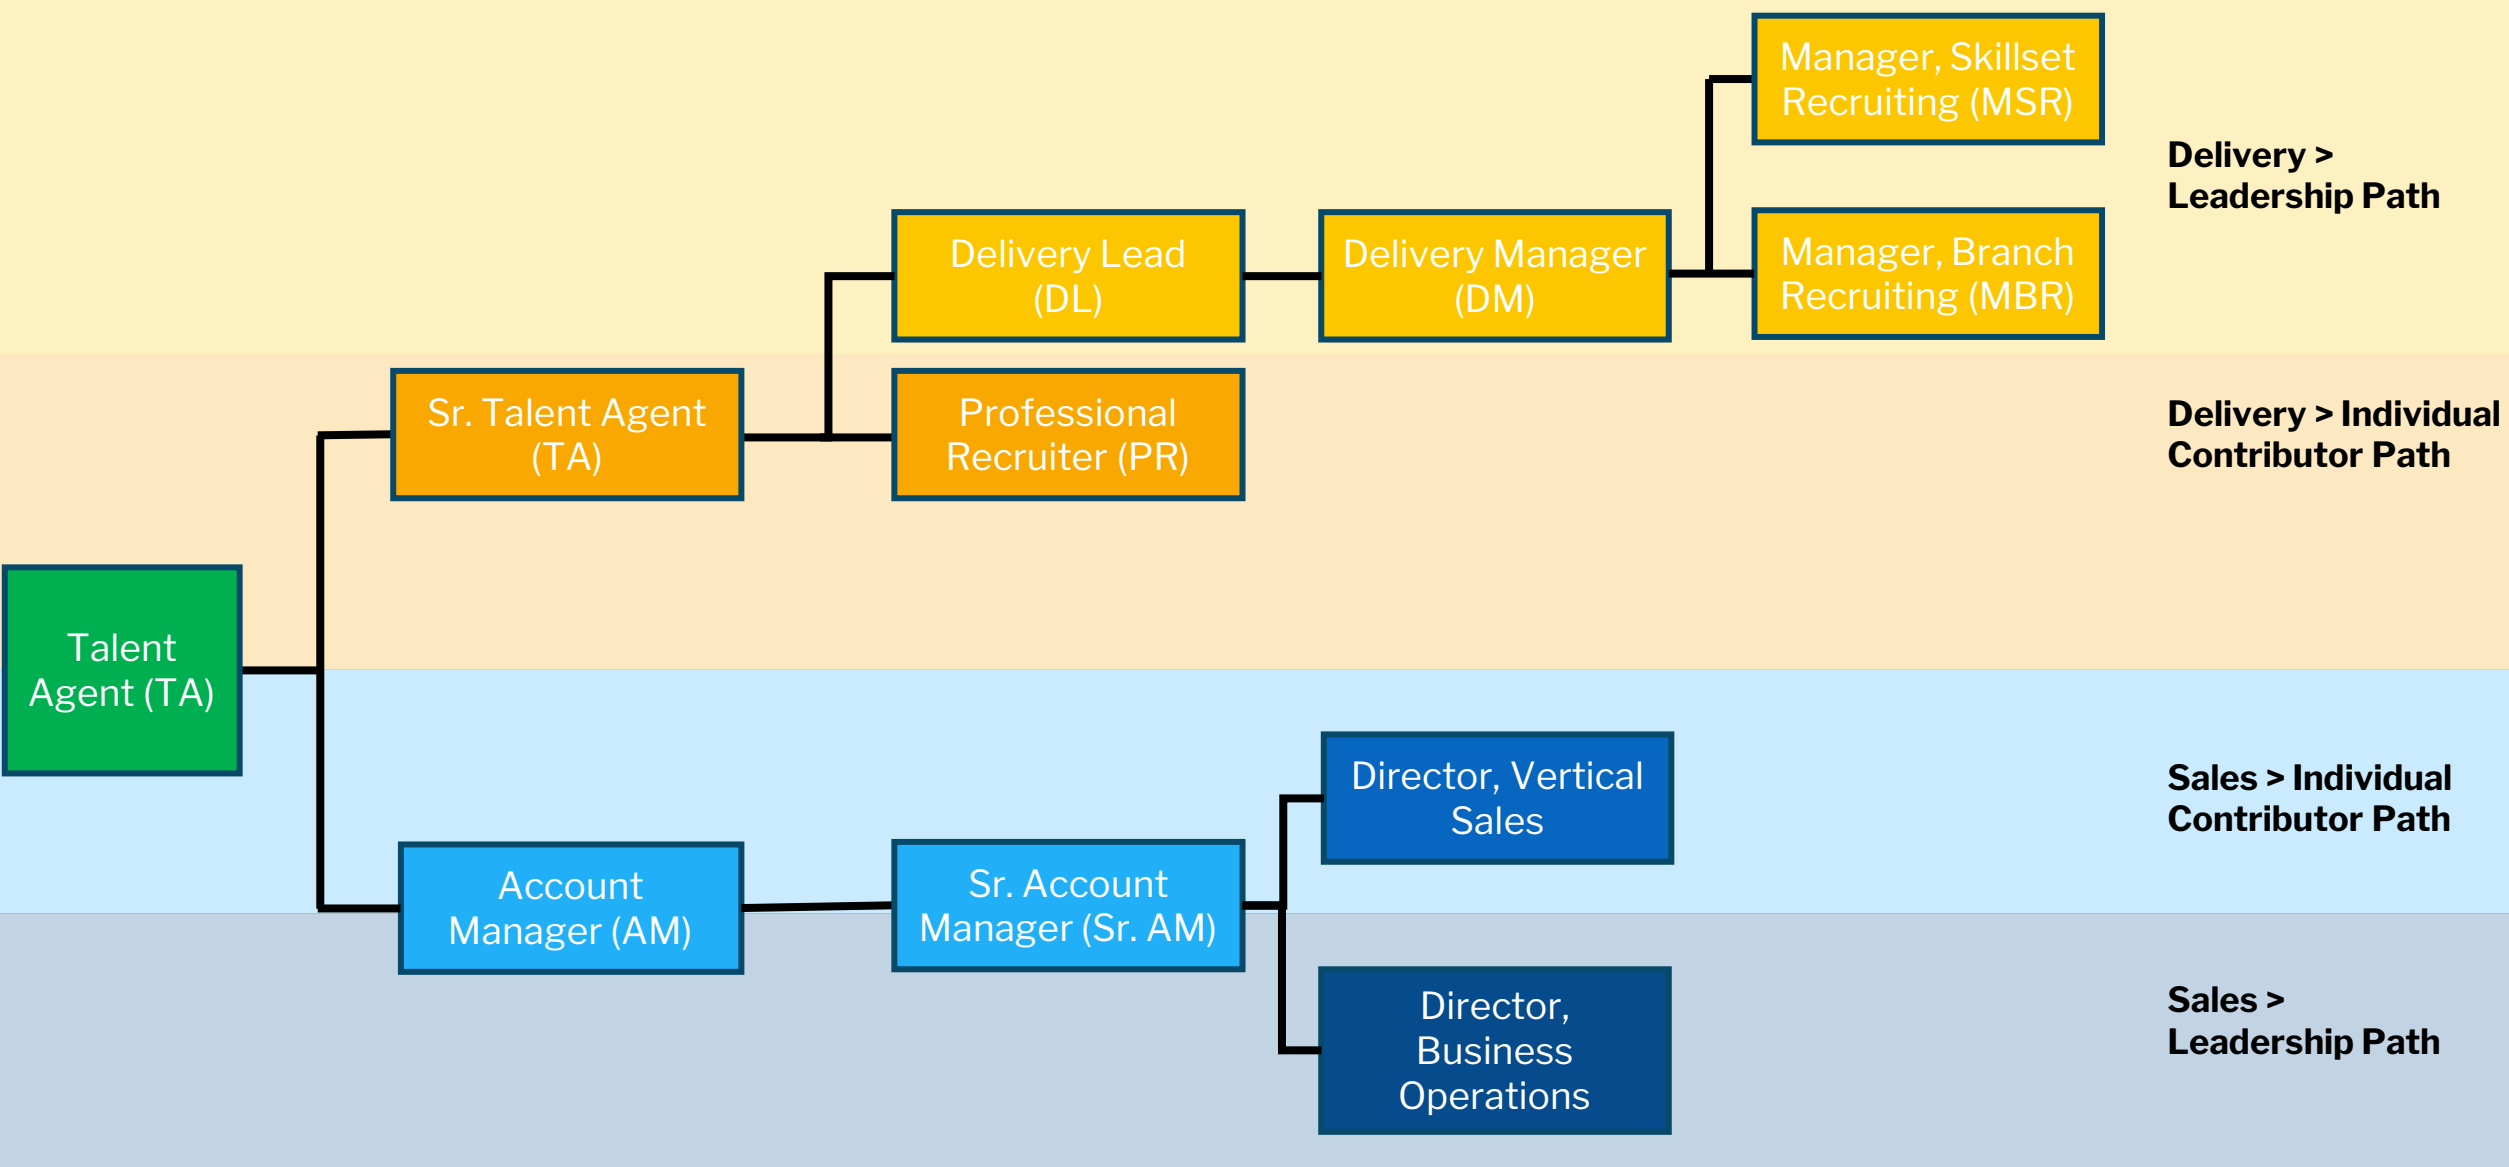 Manager, Skillset
Recruiting (MSR)
Delivery >
Leadership Path
Delivery Lead
(DL)
Delivery Manager
(DM)
Manager, Branch
Recruiting (MBR)
Sr. Talent Agent
(TA)
Professional
Recruiter (PR)
Delivery > Individual
Contributor Path
Talent
Agent (TA)
Director, Vertical
Sales
Sales > Individual
Contributor Path
Account
Manager (AM)
Sr. Account
Manager (Sr. AM)
Director,
Business
Operations
Sales >
Leadership Path